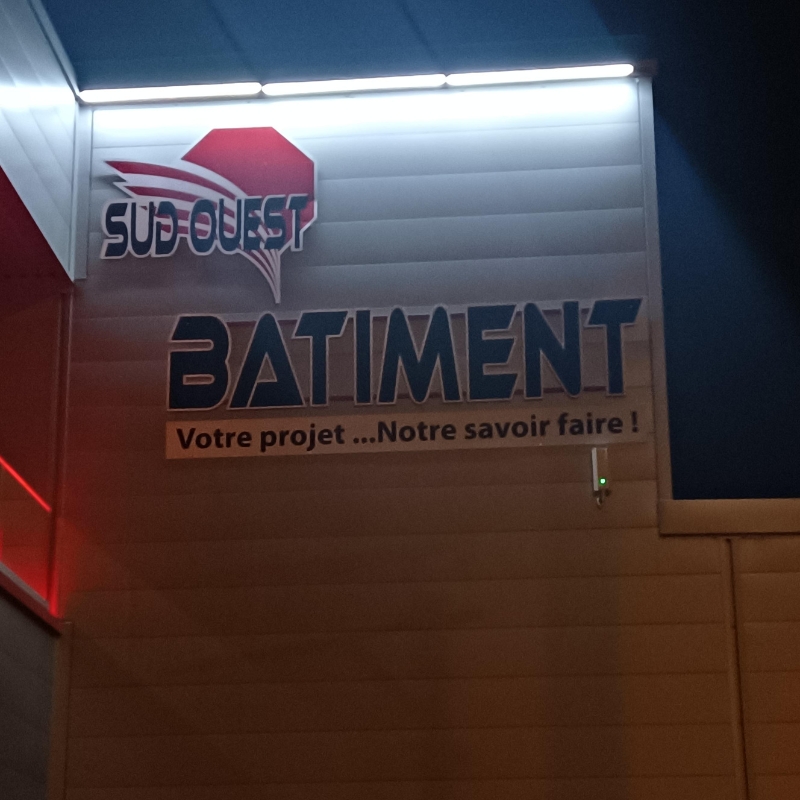 SUD OUEST
BATIMENT
Votre projet ...Notre savoir faire !